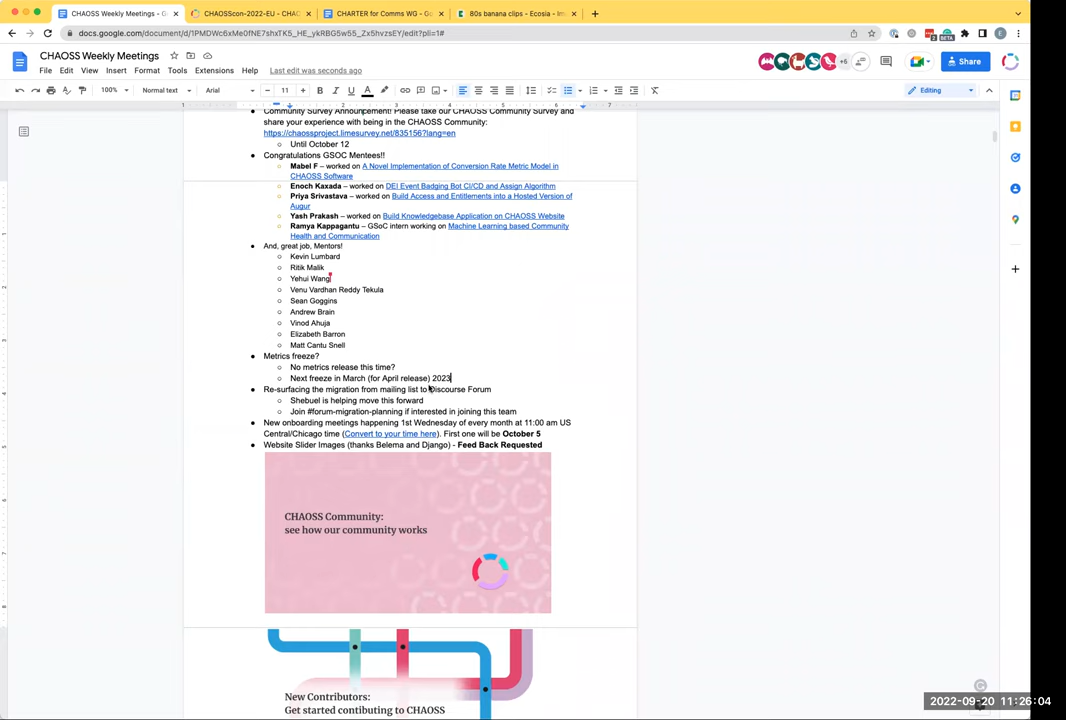 CHAOSS Weekly Meetings - G
CHAOSScon-2022-EU - CHAC
CHARTER for Comms WG - Go
80s banana clips - Ecosia - Im
docs.google.com/document/d/1PMDWc6xMe0fNE7shxTK5_HE_ykRBG5w55_Zx5hvzsEY/edit?pli=1#
CHAOSS Weekly Meetings
File Edit View Insert Format Tools Extensions Help Last edit was seconds ago
+6
Share
100% Normal text Arial 11
Editing
Community Survey Announcement! Please take our CHAOSS Community Survey and
share your experience with being in the CHAOSS Community:
https://chaossproject.limesurvey.net/835156?lang=en
Until October 12
Congratulations GSOC Mentees!!
Mabel F – worked on A Novel Implementation of Conversion Rate Metric Model in
CHAOSS Software
Enoch Kaxada – worked on DEI Event Badging Bot CI/CD and Assign Algorithm
Priya Srivastava – worked on Build Access and Entitlements into a Hosted Version of
Augur
Yash Prakash – worked on Build Knowledgebase Application on CHAOSS Website
Ramya Kappagantu – GSoC intern working on Machine Learning based Community
Health and Communication
And, great job, Mentors!
Kevin Lumbard
Ritik Malik
Yehui Wang
Venu Vardhan Reddy Tekula
Sean Goggins
Andrew Brain
Vinod Ahuja
Elizabeth Barron
Matt Cantu Snell
Metrics freeze?
No metrics release this time?
Next freeze in March (for April release) 2023
Re-surfacing the migration from mailing list to Discourse Forum
Shebuel is helping move this forward
Join #forum-migration-planning if interested in joining this team
New onboarding meetings happening 1st Wednesday of every month at 11:00 am US
Central/Chicago time (Convert to your time here). First one will be October 5
Website Slider Images (thanks Belema and Django) - Feed Back Requested
CHAOSS Community:
see how our community works
New Contributors:
Get started contibuting to CHAOSS
2022-09-20 11:26:04